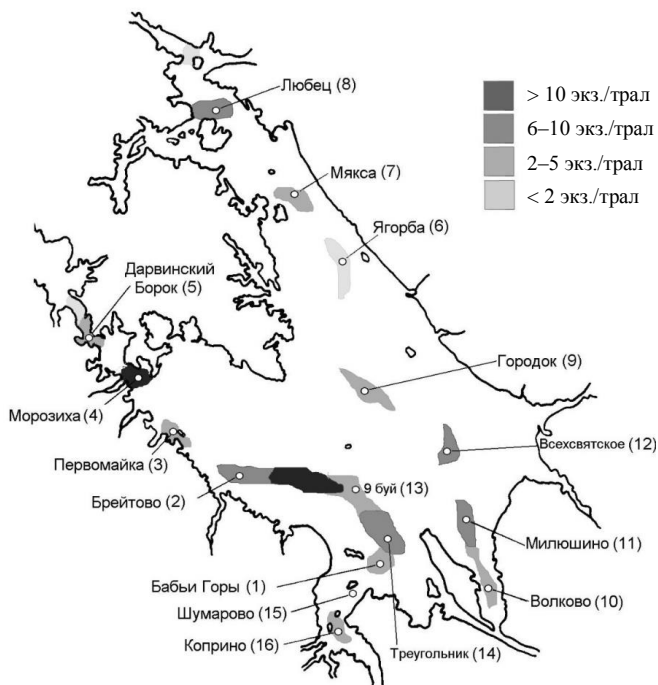 Любец (8)
> 10 экз./трал
6–10 экз./трал
2–5 экз./трал
< 2 экз./трал
Мякса (7)
Ягорба (6)
Дарвинский
Борок (5)
Городок (9)
Морозиха (4)
Всехсвятское (12)
Первомайка (3)
Брейтово (2)
9 буй (13)
Милюшино
(11)
Бабьи Горы (1)
Шумарово (15)
Волково (10)
Коприно (16)
Треугольник (14)